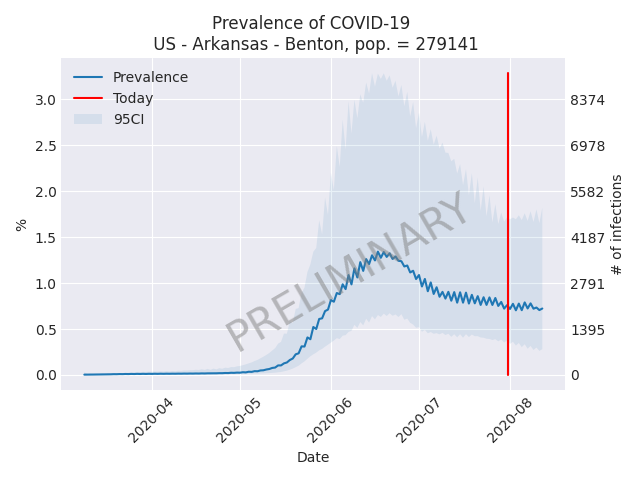 Prevalence of COVID-19
US - Arkansas - Benton, pop. = 279141
Prevalence
Today
95CI
3.0
2.5
2.0
1.5
1.0
0.5
0.0
%
8374
6978
5582
4187
2791
1395
0
# of infections
PRELIMINARY
2020-04
2020-05
2020-06
2020-07
2020-08
Date